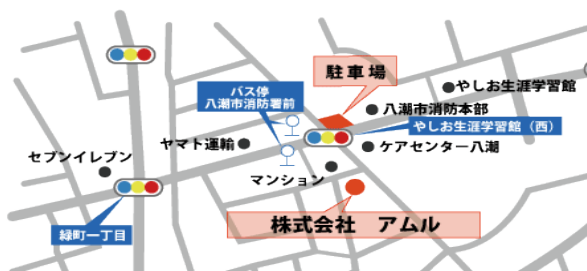 駐車場
やしお生涯学習館
バス停
八潮市消防署前
八潮市消防本部
やしお生涯学習館（西）
ヤマト運輸
ケアセンター八潮
セブンイレブン
マンション
株式会社　アムル
緑町一丁目